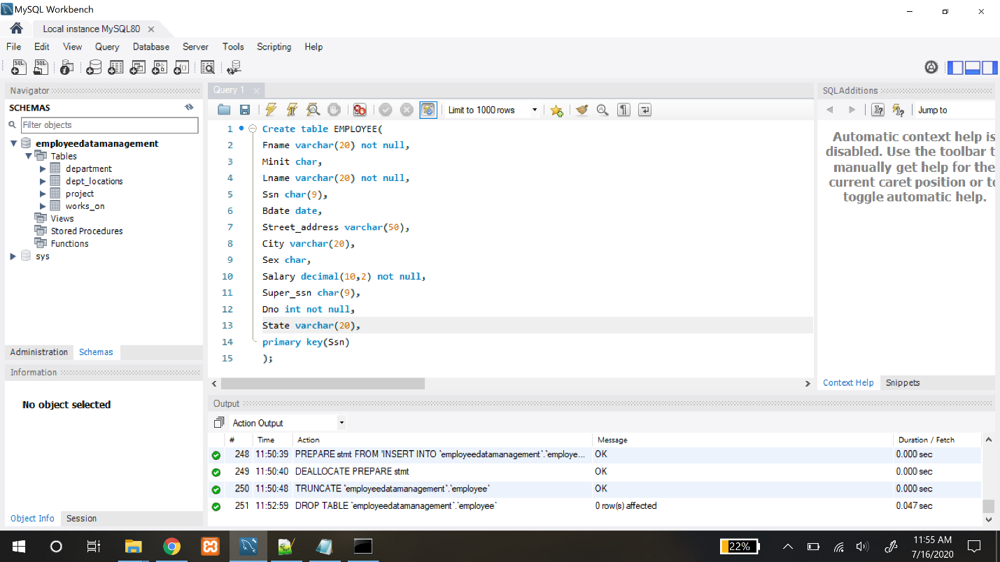 MySQL Workbench
Local instance MySQL80
File Edit View Query Database Server Tools Scripting Help
Navigator
SCHEMAS
Filter objects
employeedatamanagement
Tables
department
dept_locations
project
works_on
Views
Stored Procedures
Functions
sys
Administration Schemas
Information
No object selected
Object Info Session
Query 1
Limit to 1000 rows
1 Create table EMPLOYEE(
2 Fname varchar(20) not null,
3 Minit char,
4 Lname varchar(20) not null,
5 Ssn char(9),
6 Bdate date,
7 Street_address varchar(50),
8 City varchar(20),
9 Sex char,
10 Salary decimal(10,2) not null,
11 Super_ssn char(9),
12 Dno int not null,
13 State varchar(20),
14 primary key(Ssn)
15 );
SQLAdditions
Jump to
Automatic context help is
disabled. Use the toolbar t
manually get help for the
current caret position or to
toggle automatic help.
Context Help Snippets
Output
Action Output
# Time Action Message Duration / Fetch
248 11:50:39 PREPARE stmt FROM 'INSERT INTO `employeedatamanagement`.`employe... OK 0.000 sec
249 11:50:40 DEALLOCATE PREPARE stmt OK 0.000 sec
250 11:50:48 TRUNCATE `employeedatamanagement`.`employee` OK 0.000 sec
251 11:52:59 DROP TABLE `employeedatamanagement`.`employee` 0 row(s) affected 0.047 sec
22%
11:55 AM
7/16/2020